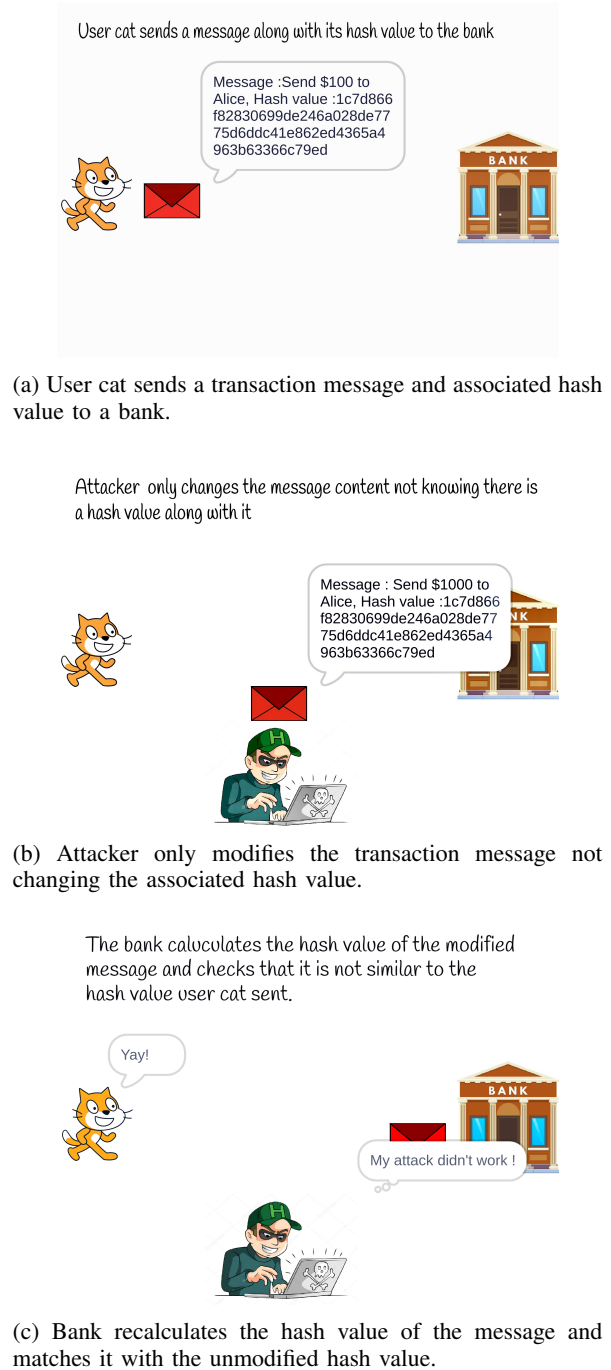 User cat sends a message along with its hash value to the bank
Message :Send $100 to
Alice, Hash value :1c7d866
f82830699de246a028de77
75d6ddc41e862ed4365a4
963b63366c79ed
BANK
(a) User cat sends a transaction message and associated hash
value to a bank.
Attacker only changes the message content not knowing there is
a hash value along with it
Message : Send $1000 to
Alice, Hash value :1c7d866
f82830699de246a028de77
75d6ddc41e862ed4365a4
963b63366c79ed
NK
H
(b) Attacker only modifies the transaction message not
changing the associated hash value.
The bank caluculates the hash value of the modified
message and checks that it is not similar to the
hash value user cat sent.
Yay!
BANK
My attack didn't work !
H
(c) Bank recalculates the hash value of the message and
matches it with the unmodified hash value.